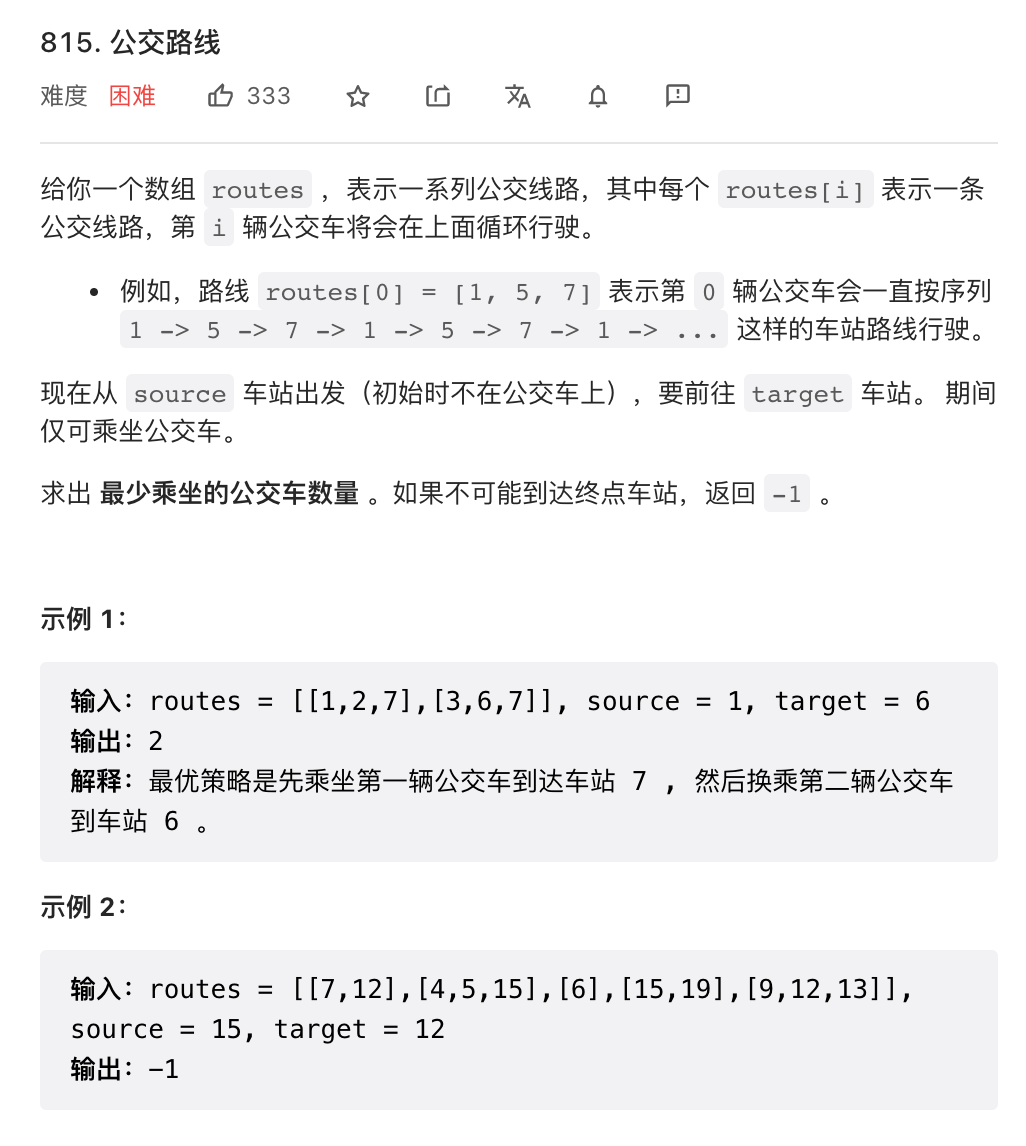 815. 公交路线
难度 困难 333
给你一个数组 routes ，表示一系列公交线路，其中每个 routes[i] 表示一条
公交线路，第 i 辆公交车将会在上面循环行驶。
• 例如，路线 routes[0] = [1, 5, 7] 表示第 0 辆公交车会一直按序列
1 -> 5 -> 7 -> 1 -> 5 -> 7 -> 1 -> ... 这样的车站路线行驶。
现在从 source 车站出发（初始时不在公交车上），要前往 target 车站。 期间
仅可乘坐公交车。
求出 最少乘坐的公交车数量 。如果不可能到达终点车站，返回 -1 。
示例 1：
输入：routes = [[1,2,7],[3,6,7]], source = 1, target = 6
输出：2
解释：最优策略是先乘坐第一辆公交车到达车站 7 , 然后换乘第二辆公交车
到车站 6 。
示例 2：
输入：routes = [[7,12],[4,5,15],[6],[15,19],[9,12,13]],
source = 15, target = 12
输出：-1